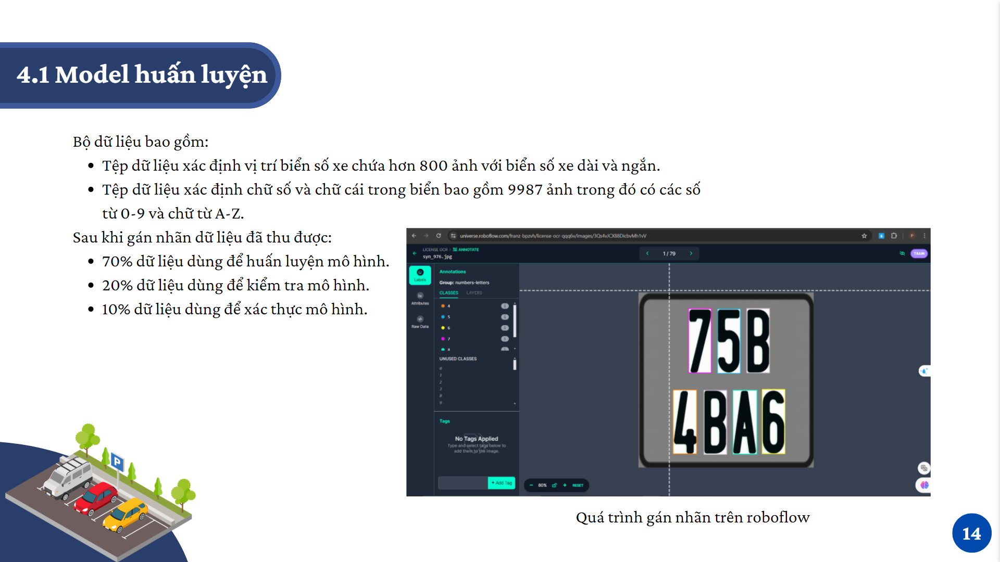 4.1 Model huấn luyện
Bộ dữ liệu bao gồm:
• Tệp dữ liệu xác định vị trí biển số xe chứa hơn 800 ảnh với biển số xe dài và ngắn.
• Tệp dữ liệu xác định chữ số và chữ cái trong biển bao gồm 9987 ảnh trong đó có các số
từ 0-9 và chữ từ A-Z.
Sau khi gán nhãn dữ liệu đã thu được:
• 70% dữ liệu dùng để huấn luyện mô hình.
• 20% dữ liệu dùng để kiểm tra mô hình.
• 10% dữ liệu dùng để xác thực mô hình.
universe.roboflow.com/franz-bpzvh/license-ocr-qqq6v/images/3Qs4vJCX88DicbvMh1vV
P
LICENSE OCR > ANNOTATE
syn_976.jpg
1 / 79
TRAIN
Labels
Attributes
Raw Data
Annotations
Group: numbers-letters
CLASSES LAYERS
4 1
5 1
6 1
7 1
A 1
UNUSED CLASSES
0
1
2
3
8
9
Tags
No Tags Applied
Type and select tags below to
add them to the image.
+ Add Tag
75B
4BA6
− 80% + RESET
Quá trình gán nhãn trên roboflow
P
14